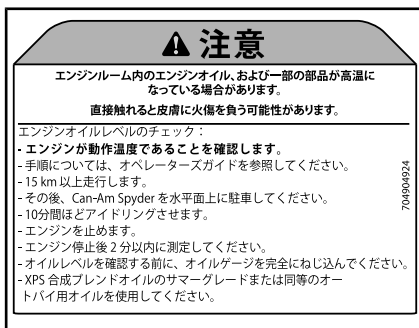 注意
エンジンルーム内のエンジンオイル、および一部の部品が高温に
なっている場合があります。
直接触れると皮膚に火傷を負う可能性があります。
エンジンオイルレベルのチェック：
- エンジンが動作温度であることを確認します。
- 手順については、オペレーターズガイドを参照してください。
- 15 km 以上走行します。
- その後、Can-Am Spyder を水平面上に駐車してください。
- 10分間ほどアイドリングさせます。
- エンジンを止めます。
- エンジン停止後 2 分以内に測定してください。
- オイルレベルを確認する前に、オイルゲージを完全にねじ込んでください。
- XPS 合成ブレンドオイルのサマーグレードまたは同等のオー
トバイ用オイルを使用してください。
704904924